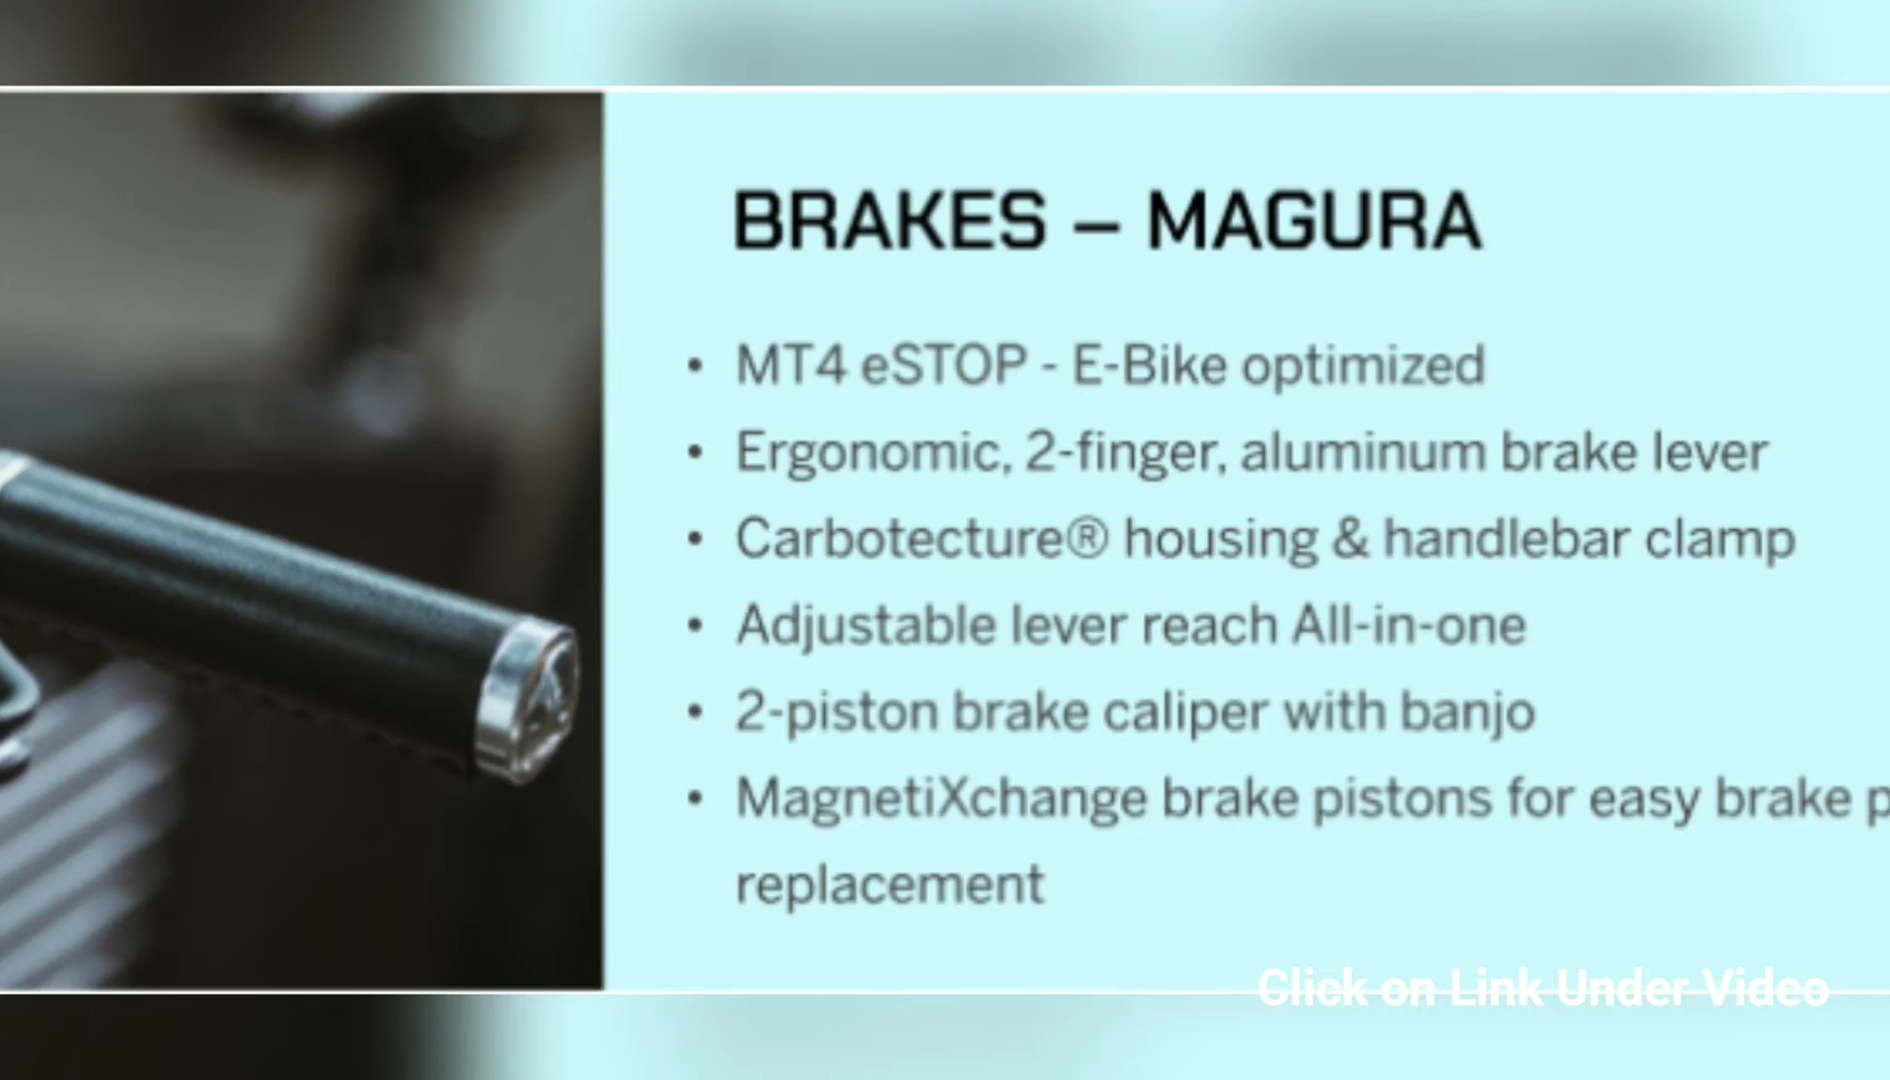 BRAKES – MAGURA
• MT4 eSTOP - E-Bike optimized
• Ergonomic, 2-finger, aluminum brake lever
• Carbotecture® housing & handlebar clamp
• Adjustable lever reach All-in-one
• 2-piston brake caliper with banjo
• MagnetiXchange brake pistons for easy brake
replacement
Click on Link Under Video